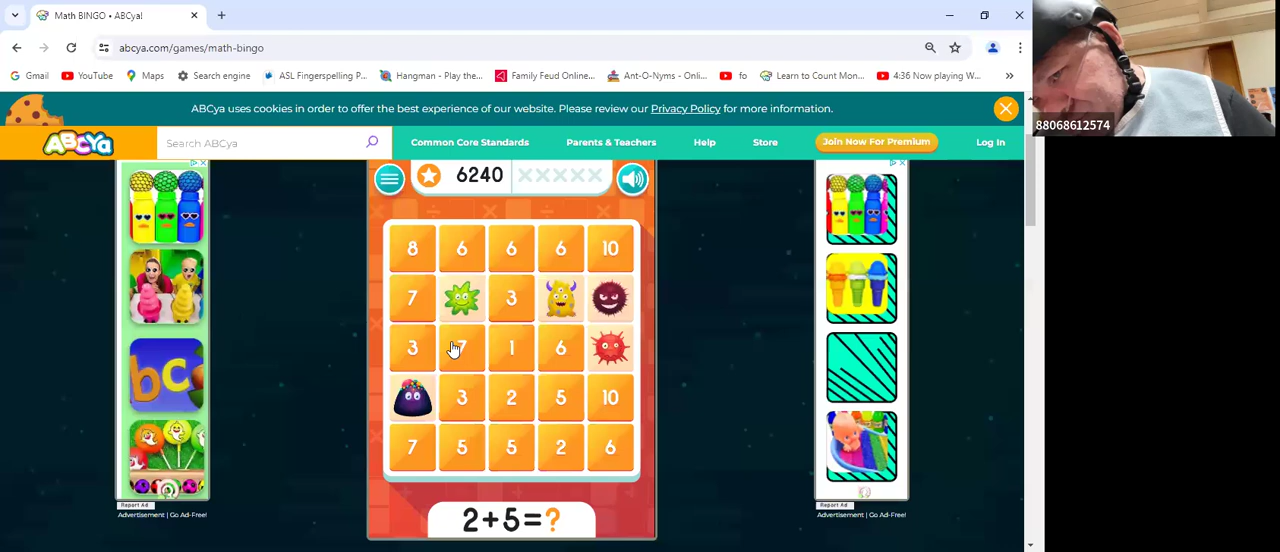 Math BINGO • ABCya!
abcya.com/games/math-bingo
Gmail YouTube Maps Search engine ASL Fingerspelling P... Hangman - Play the... Family Feud Online... Ant-O-Nyms - Onli... fo Learn to Count Mon... 4:36 Now playing W...
ABCya uses cookies in order to offer the best experience of our website. Please review our Privacy Policy for more information.
ABCYa Search ABCya Common Core Standards Parents & Teachers Help Store Join Now For Premium Log In
6240
8 6 6 6 10
7 3
3 7 1 6
3 2 5 10
7 5 5 2 6
2+5=?
bc
Report Ad
Advertisement | Go Ad-Free!
Report Ad
Advertisement | Go Ad-Free!
88068612574